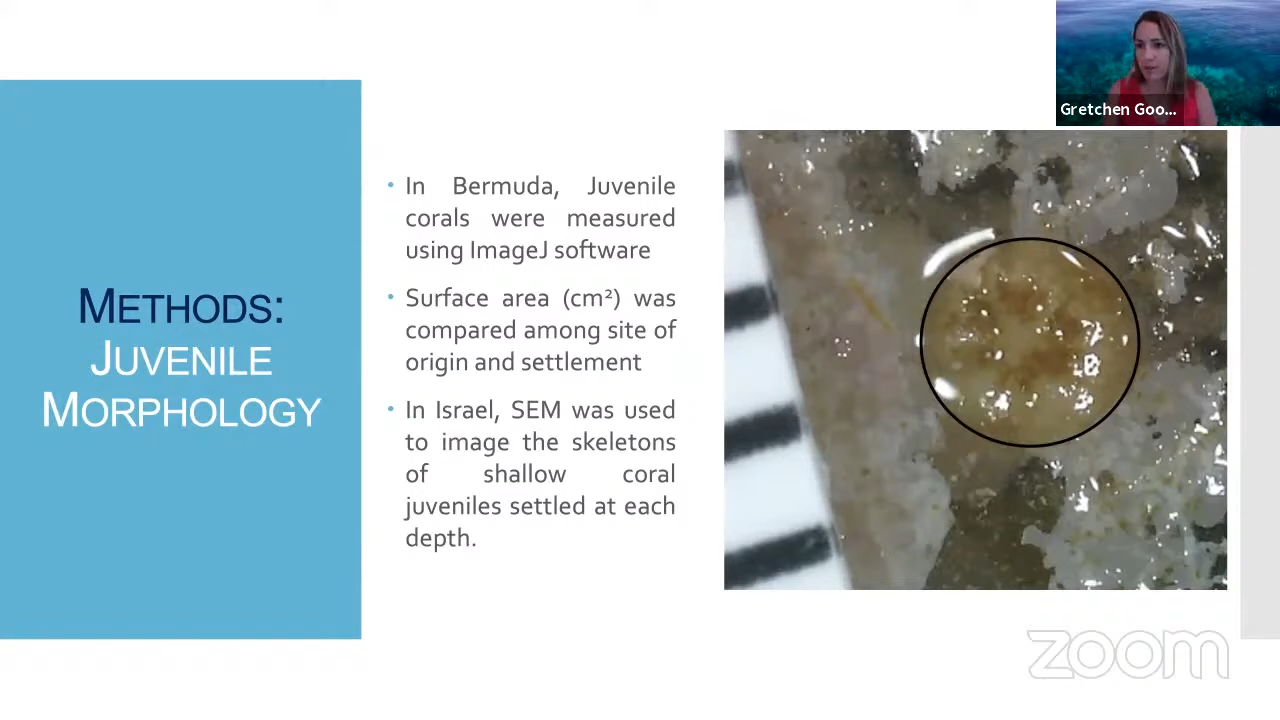 Gretchen Goo...
METHODS:
JUVENILE
MORPHOLOGY
• In Bermuda, Juvenile
corals were measured
using ImageJ software
• Surface area (cm²) was
compared among site of
origin and settlement
• In Israel, SEM was used
to image the skeletons
of shallow coral
juveniles settled at each
depth.
zoom